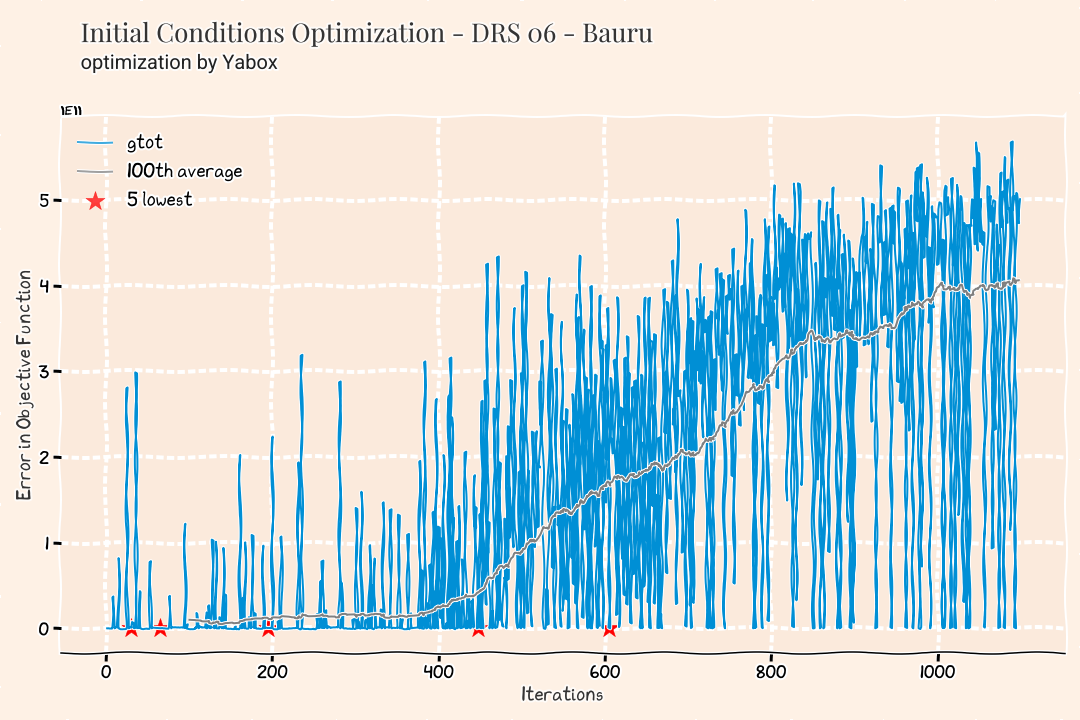 Initial Conditions Optimization - DRS 06 - Bauru
optimization by Yabox
1E11
gtot
100th average
5 lowest
5
4
3
2
1
0
Error in Objective Function
0 200 400 600 800 1000
Iterations